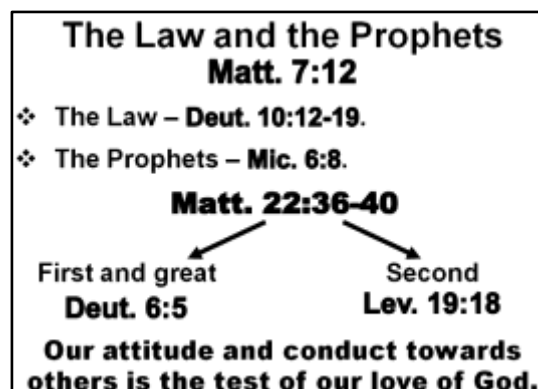 The Law and the Prophets
Matt. 7:12
❖ The Law – Deut. 10:12-19.
❖ The Prophets – Mic. 6:8.
Matt. 22:36-40
First and great Second
Deut. 6:5 Lev. 19:18
Our attitude and conduct towards
others is the test of our love of God.